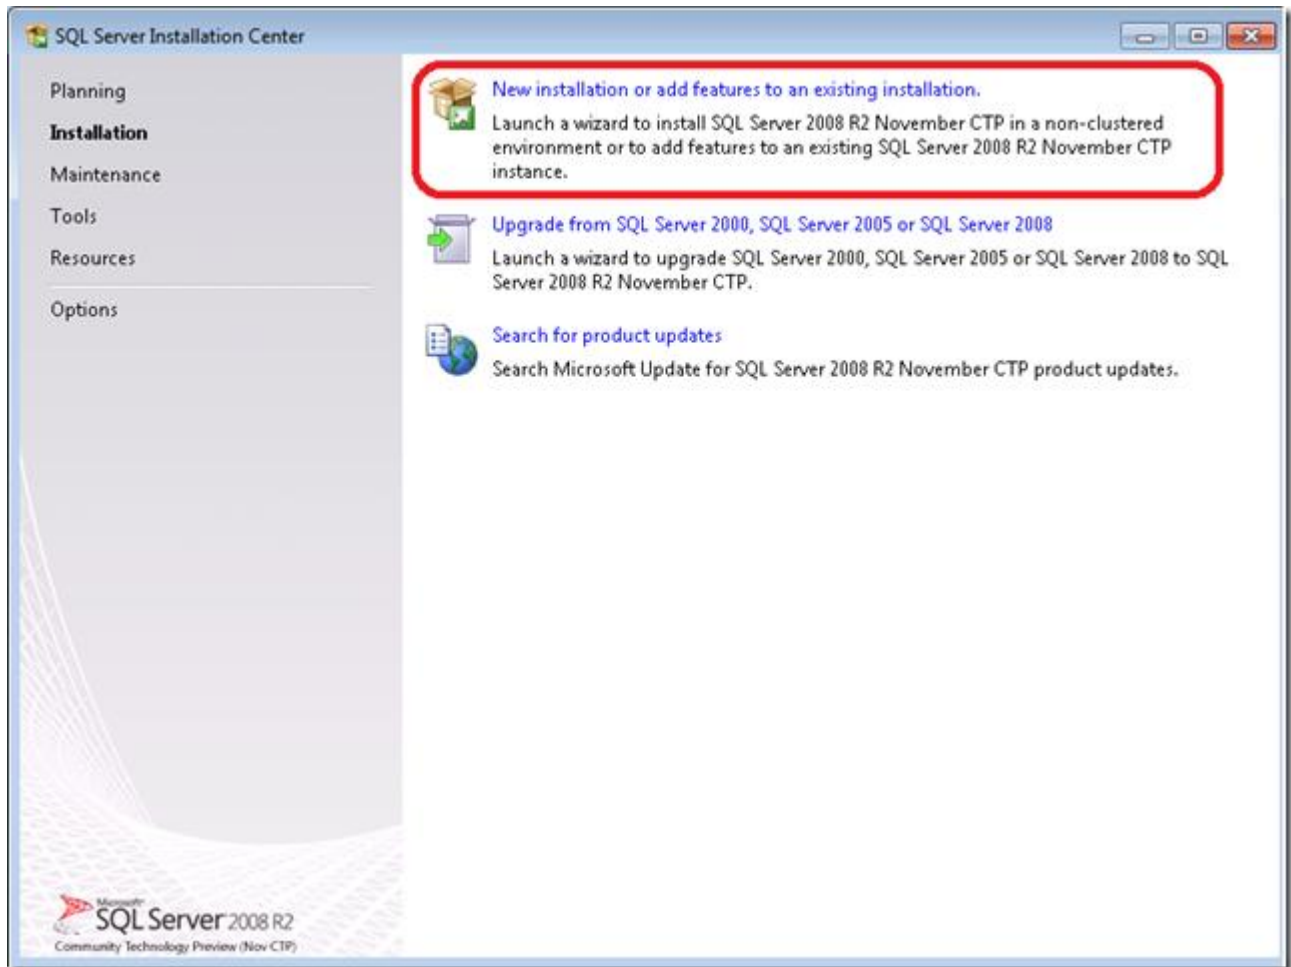 SQL Server Installation Center
Planning
Installation
Maintenance
Tools
Resources
Options
New installation or add features to an existing installation.
Launch a wizard to install SQL Server 2008 R2 November CTP in a non-clustered
environment or to add features to an existing SQL Server 2008 R2 November CTP
instance.
Upgrade from SQL Server 2000, SQL Server 2005 or SQL Server 2008
Launch a wizard to upgrade SQL Server 2000, SQL Server 2005 or SQL Server 2008 to SQL
Server 2008 R2 November CTP.
Search for product updates
Search Microsoft Update for SQL Server 2008 R2 November CTP product updates.
Microsoft
SQL Server 2008 R2
Community Technology Preview (Nov CTP)